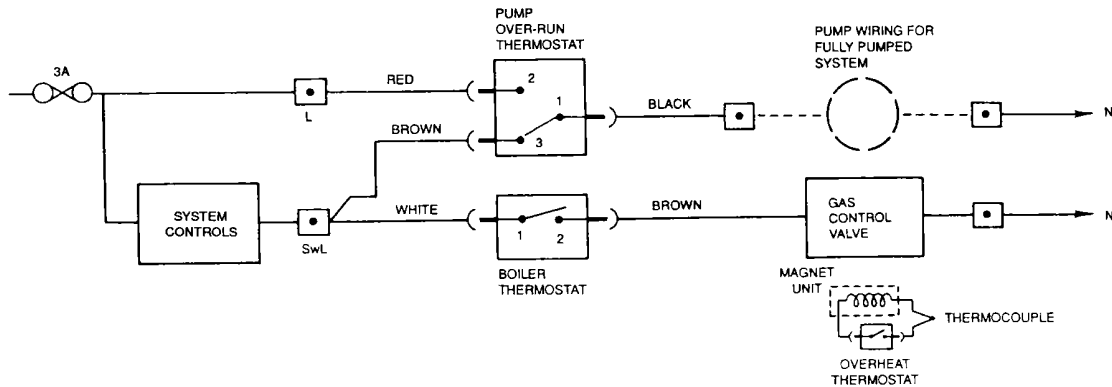 PUMP
OVER-RUN
THERMOSTAT
PUMP WIRING FOR
FULLY PUMPED
SYSTEM
3A
RED
2
L
1
BLACK
N
BROWN
3
SYSTEM
CONTROLS
SwL
WHITE
1
2
BROWN
GAS
CONTROL
VALVE
N
BOILER
THERMOSTAT
MAGNET
UNIT
THERMOCOUPLE
OVERHEAT
THERMOSTAT